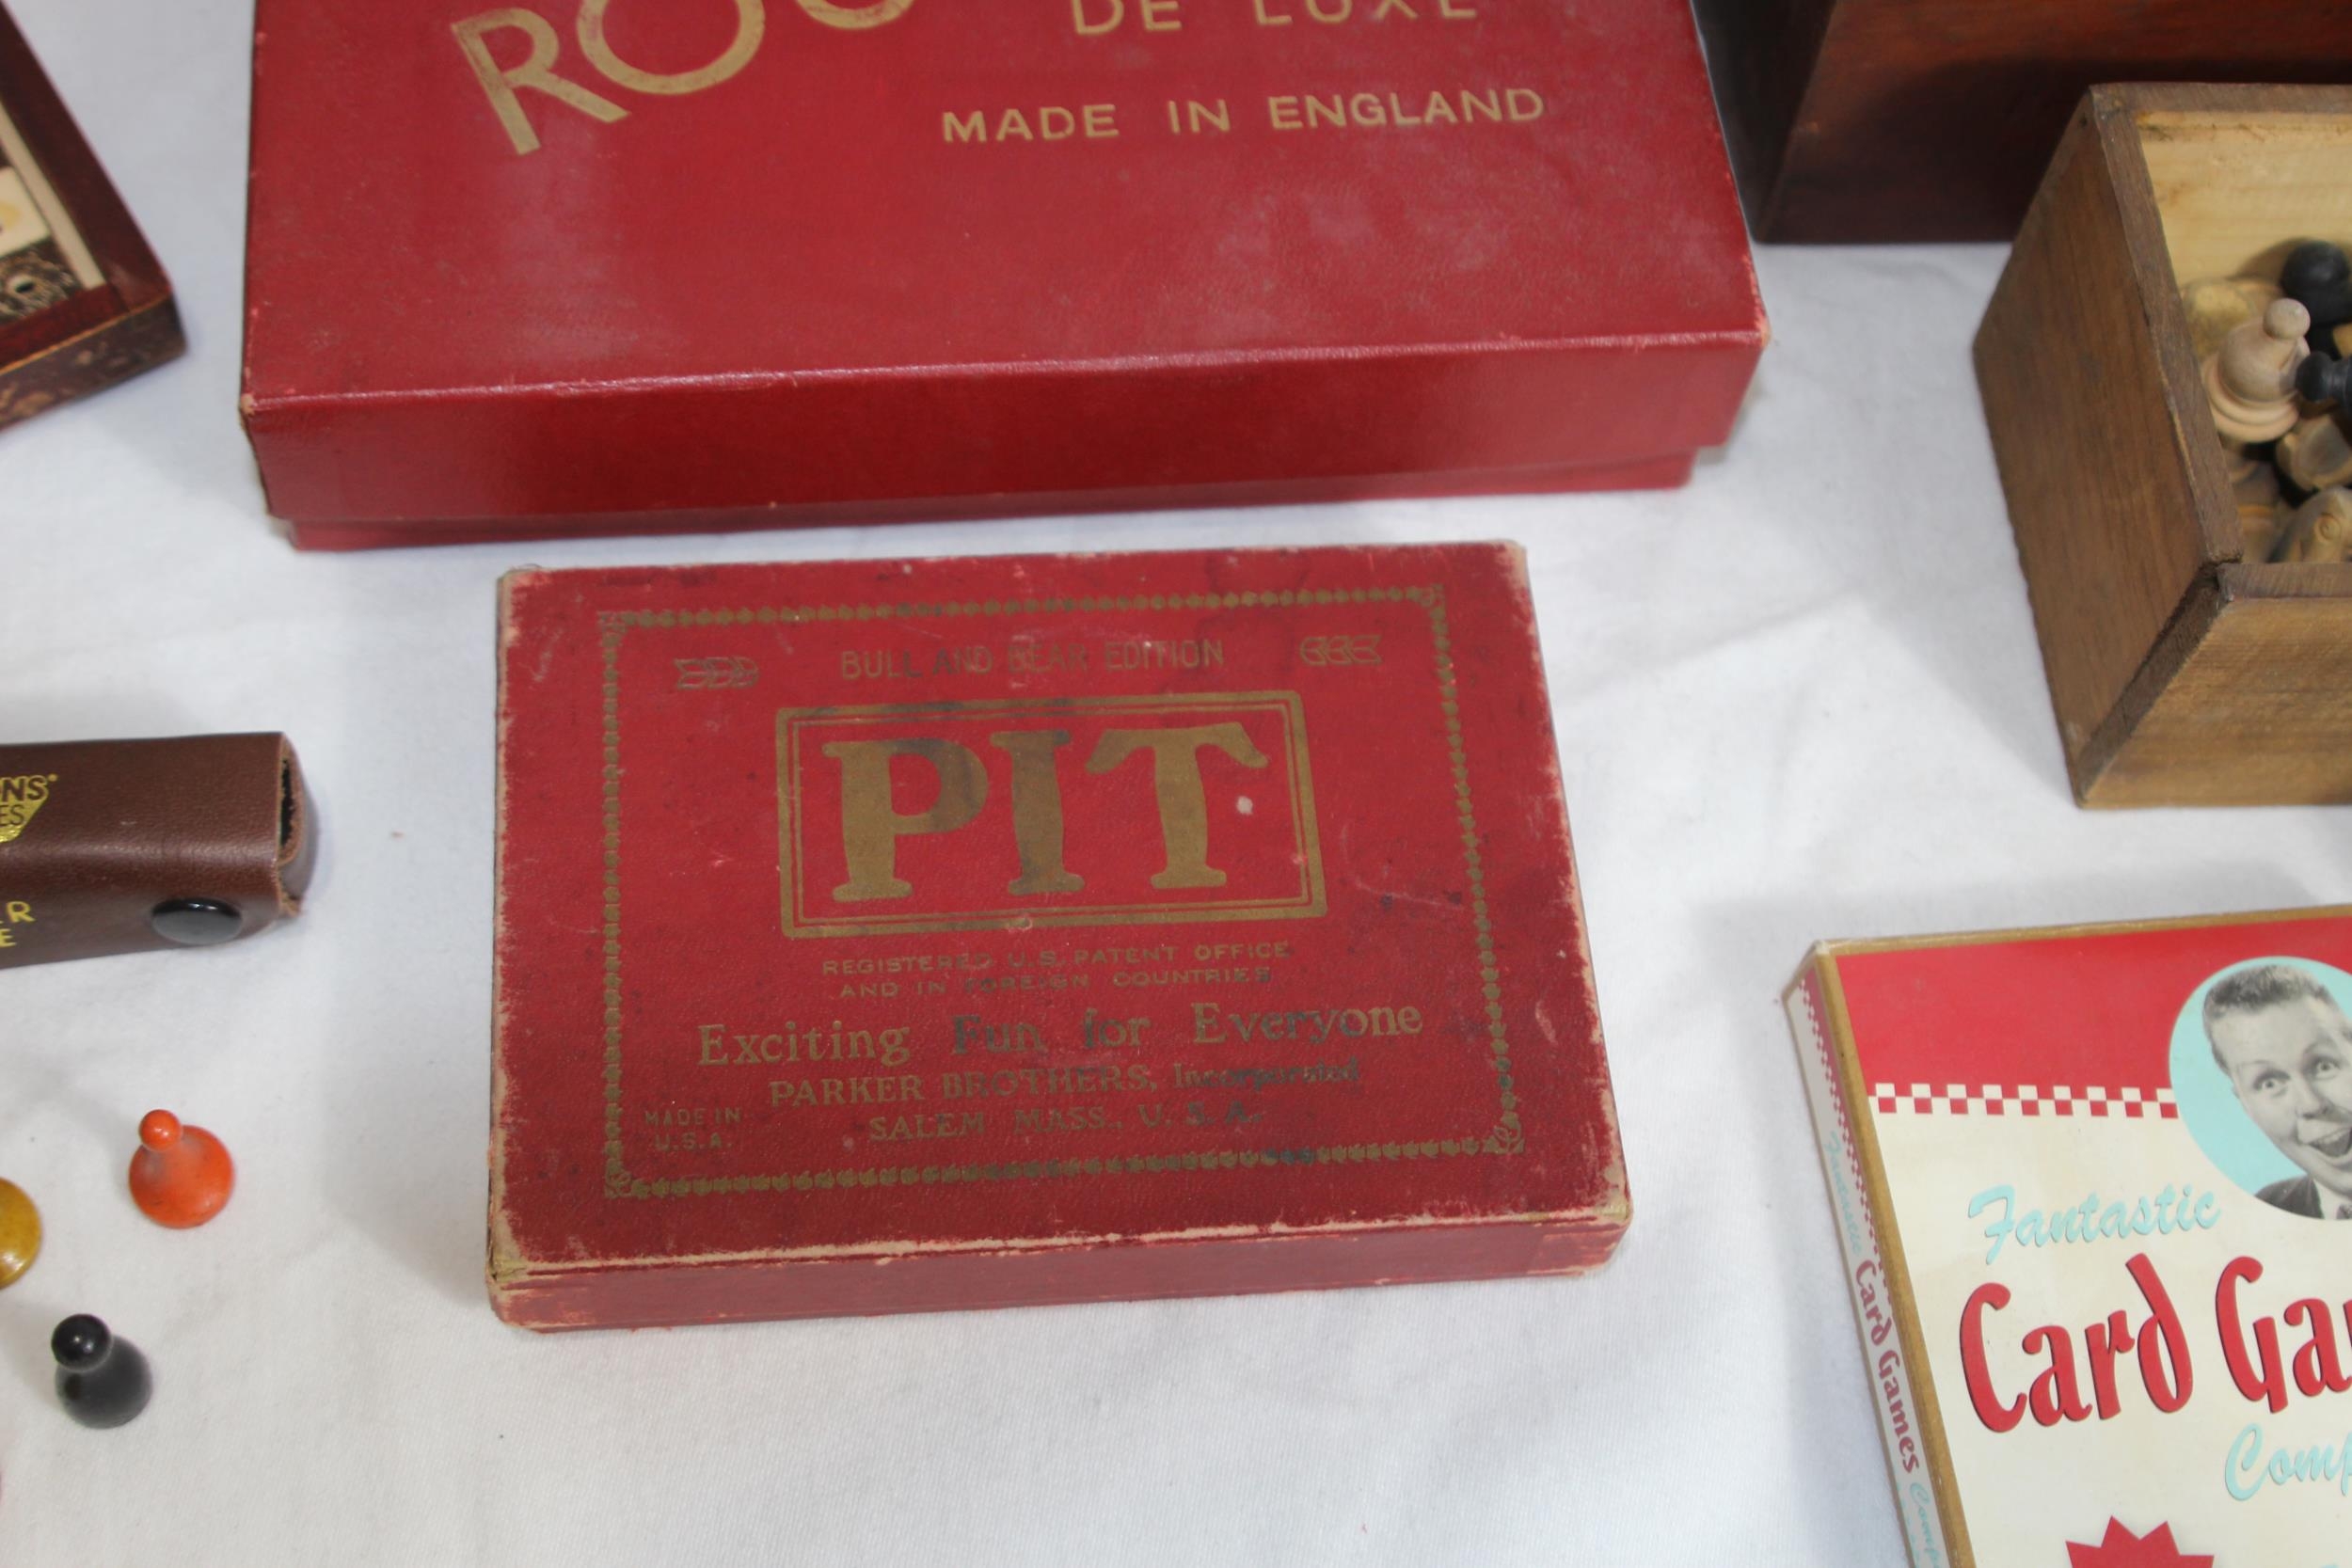 DE LUXE
MADE IN ENGLAND
BULL AND BEAR EDITION
PIT
REGISTERED U.S. PATENT OFFICE
AND IN FOREIGN COUNTRIES
Exciting Fun for Everyone
PARKER BROTHERS, Incorporated
SALEM MASS., U. S. A.
MADE IN
U.S.A.
Fantastic
Card
Fantastic Card Games